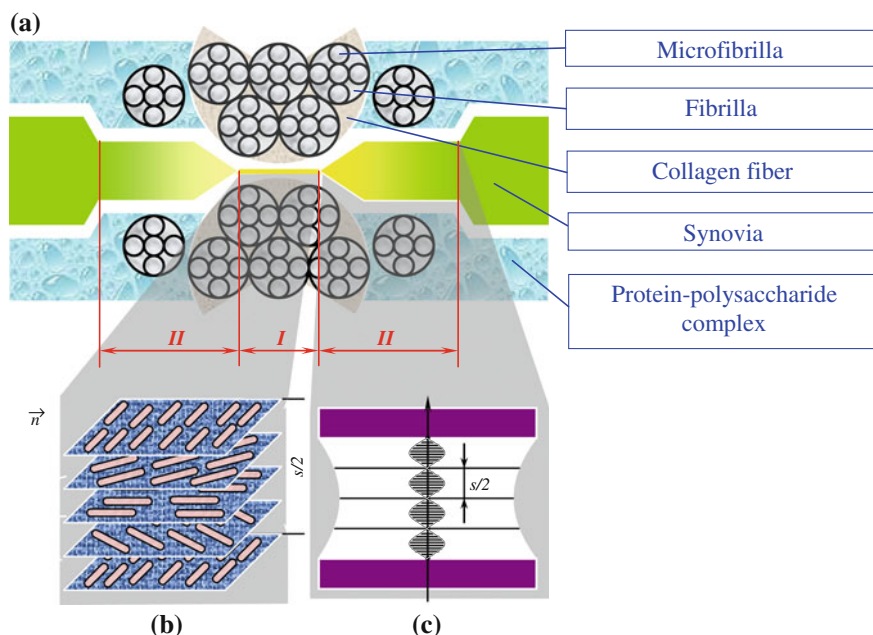 (a)
Microfibrilla
Fibrilla
Collagen fiber
Synovia
Protein-polysaccharide
complex
II
I
II
n
s/2
s/2
(b)
(c)